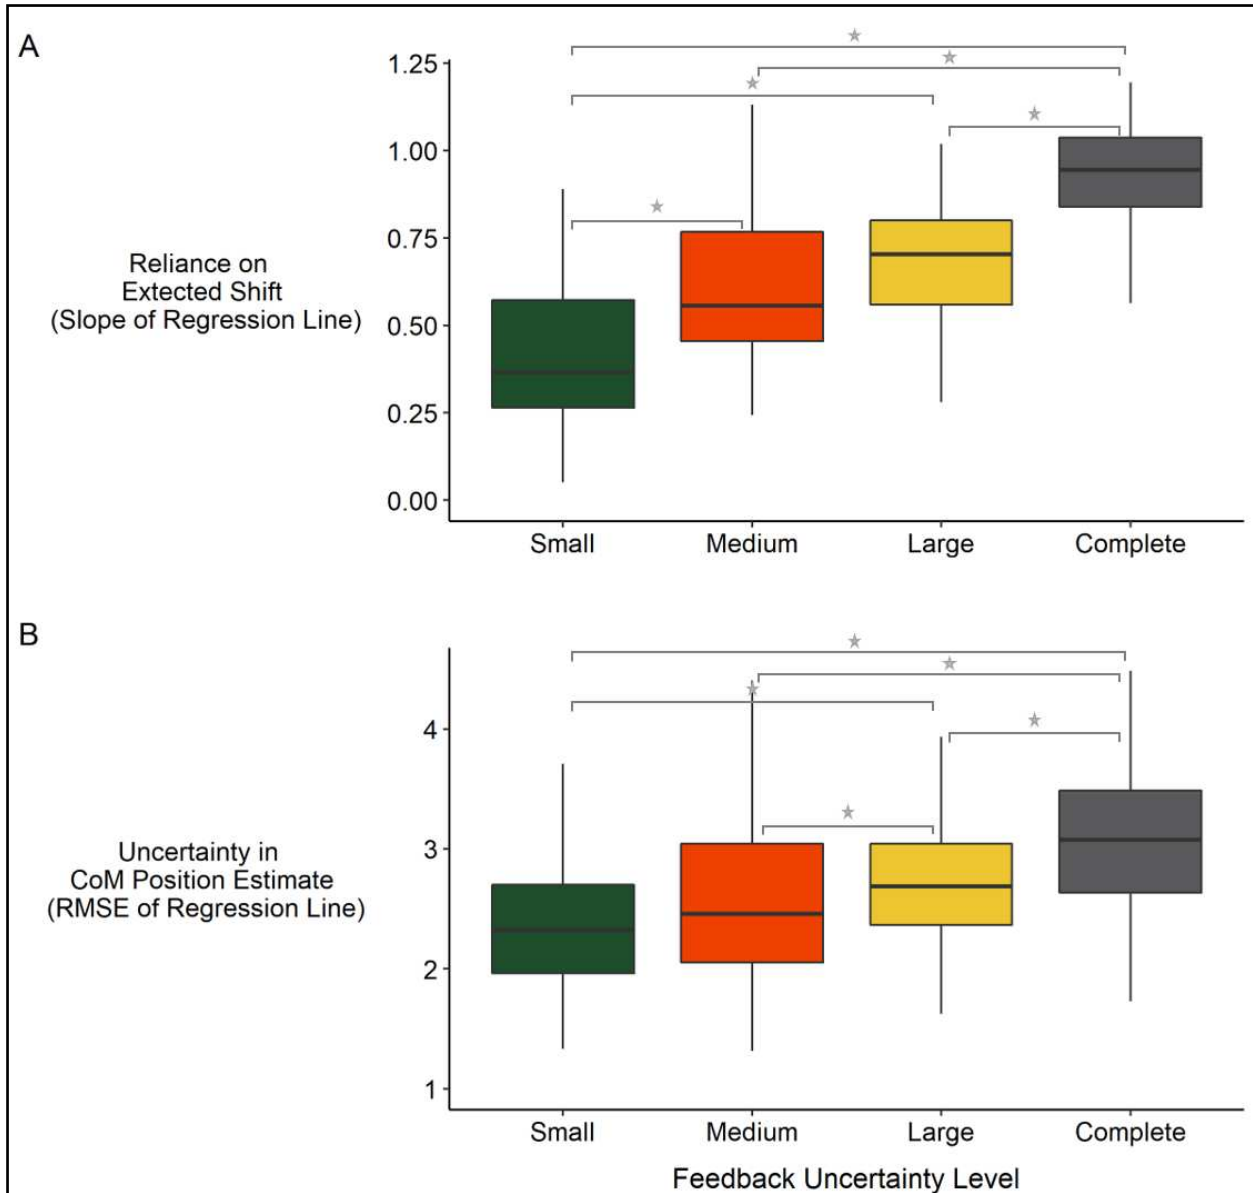 A
1.25
1.00
0.75
0.50
0.25
0.00
Reliance on
Extected Shift
(Slope of Regression Line)
Small Medium Large Complete
B
4
3
2
1
Uncertainty in
CoM Position Estimate
(RMSE of Regression Line)
Small Medium Large Complete
Feedback Uncertainty Level